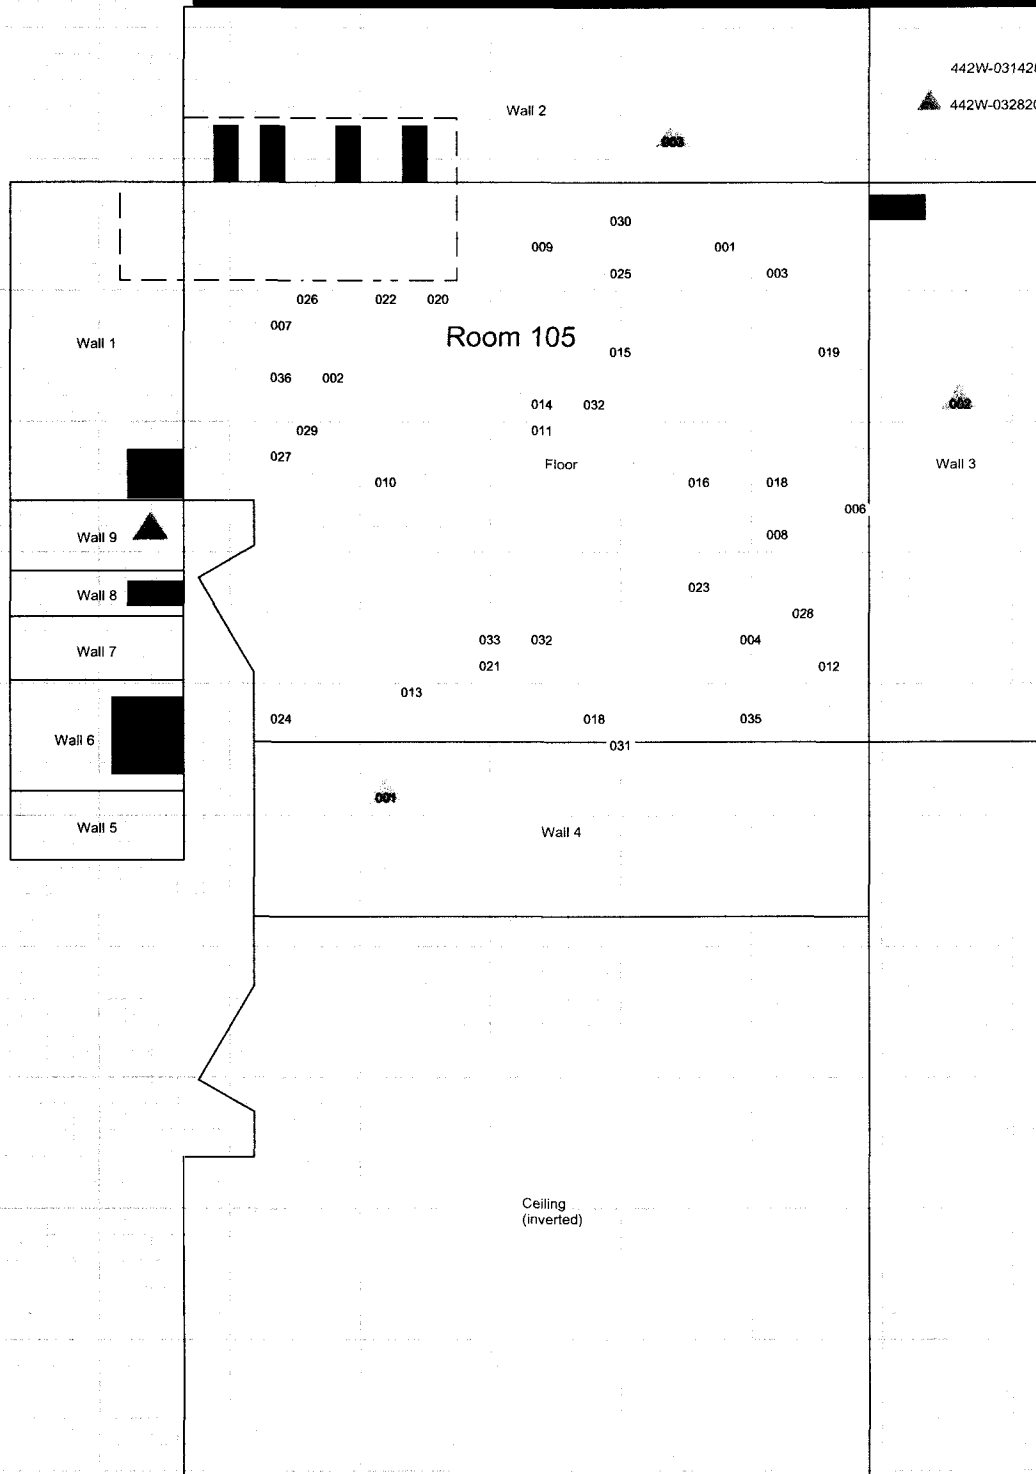 442W-03142
Wall 2
442W-03282
003
030
009 001
025 003
026 022 020
007
Room 105
Wall 1
015 019
036 002
014 032
002
029 011
027 Floor Wall 3
010 016 018
006
Wall 9 008
023
Wall 8
028
Wall 7 033 032 004
021 012
013
024 018 035
Wall 6
031
001
Wall 5 Wall 4
Ceiling
(inverted)